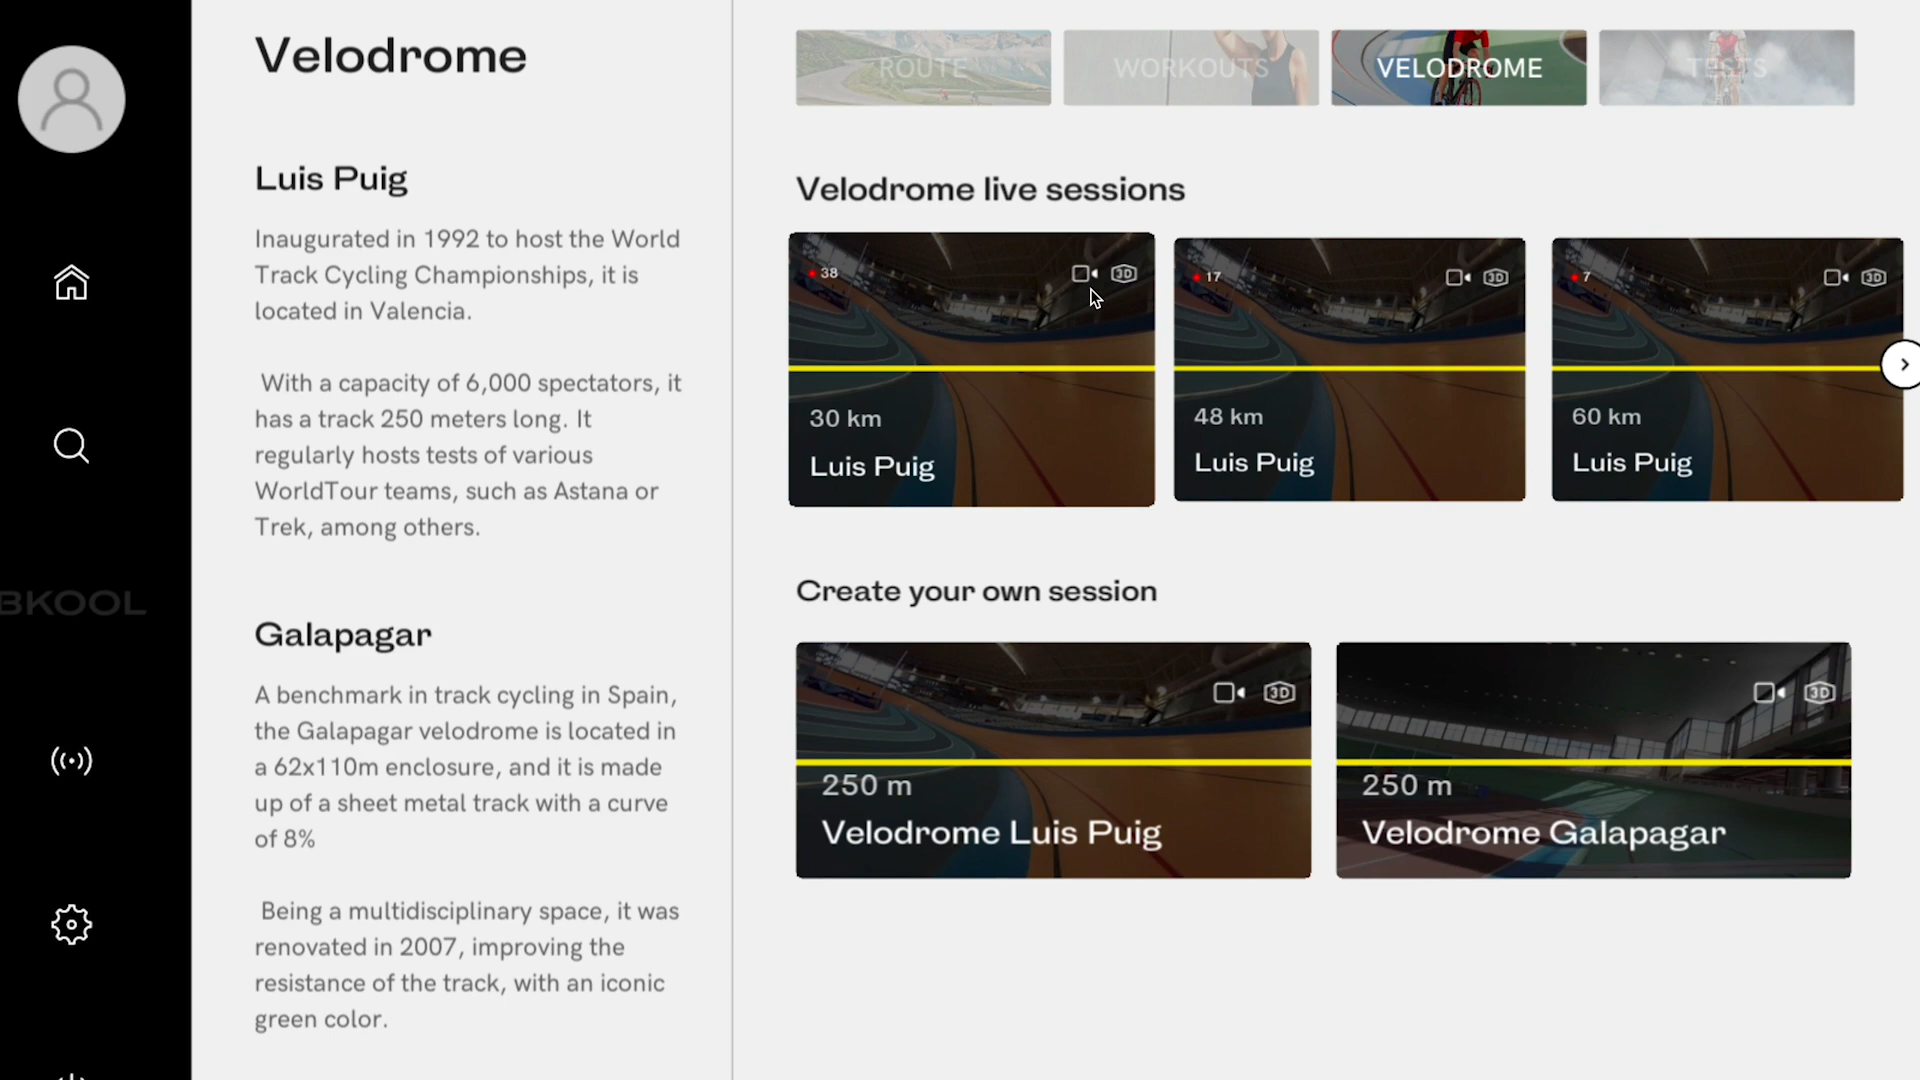 Velodrome
Luis Puig
Inaugurated in 1992 to host the World
Track Cycling Championships, it is
located in Valencia.
With a capacity of 6,000 spectators, it
has a track 250 meters long. It
regularly hosts tests of various
WorldTour teams, such as Astana or
Trek, among others.
BKOOL
Galapagar
A benchmark in track cycling in Spain,
the Galapagar velodrome is located in
a 62x110m enclosure, and it is made
up of a sheet metal track with a curve
of 8%
Being a multidisciplinary space, it was
renovated in 2007, improving the
resistance of the track, with an iconic
green color.
ROUTE
WORKOUTS
VELODROME
TESTS
Velodrome live sessions
38
3D
30 km
Luis Puig
17
3D
48 km
Luis Puig
7
3D
60 km
Luis Puig
Create your own session
3D
250 m
Velodrome Luis Puig
3D
250 m
Velodrome Galapagar